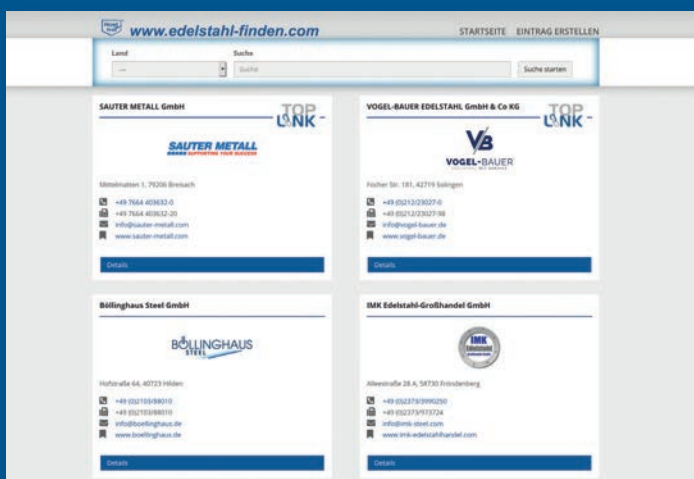 www.edelstahl-finden.com
STARTSEITE EINTRAG ERSTELLEN
Land
Suche
---
Suche
Suche starten
SAUTER METALL GmbH
TOP
LINK
SAUTER METALL
SUPPORTING YOUR SUCCESS
Mittelmatten 1, 79206 Breisach
+49 7664 403632-0
+49 7664 403632-20
info@sauter-metall.com
www.sauter-metall.com
Details
VOGEL-BAUER EDELSTAHL GmbH & Co KG
TOP
LINK
VB
VOGEL-BAUER
Focher Str. 181, 42719 Solingen
+49 (0)212/23027-0
+49 (0)212/23027-98
info@vogel-bauer.de
www.vogel-bauer.de
Details
Böllinghaus Steel GmbH
BÖLLINGHAUS
STEEL
Hofstraße 64, 40723 Hilden
+49 (0)2103/88010
+49 (0)2103/88010
info@boellinghaus.de
www.boellinghaus.de
Details
IMK Edelstahl-Großhandel GmbH
IMK
Edelstahl
Alleestraße 28 A, 58730 Fröndenberg
+49 (0)2373/3990250
+49 (0)2373/973724
info@imk-steel.com
www.imk-edelstahlhandel.com
Details